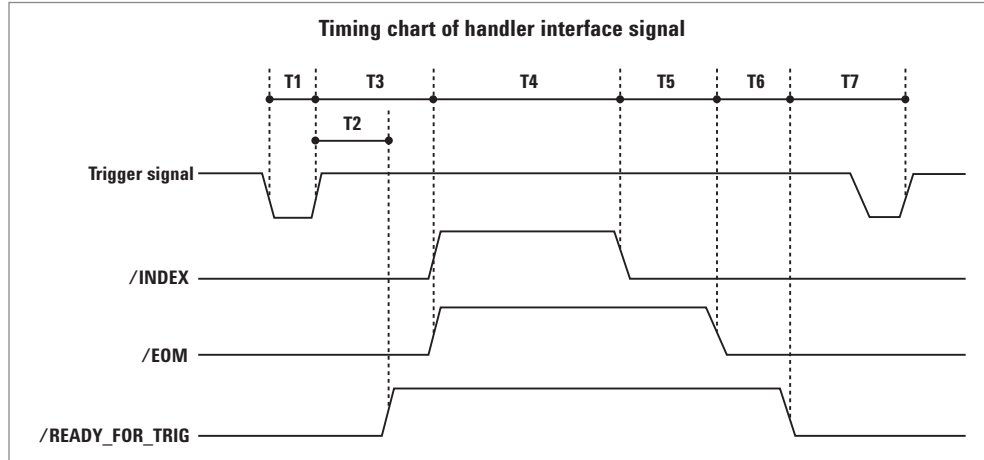 Timing chart of handler interface signal
T1 T3 T4 T5 T6 T7
T2
Trigger signal
/INDEX
/EOM
/READY_FOR_TRIG